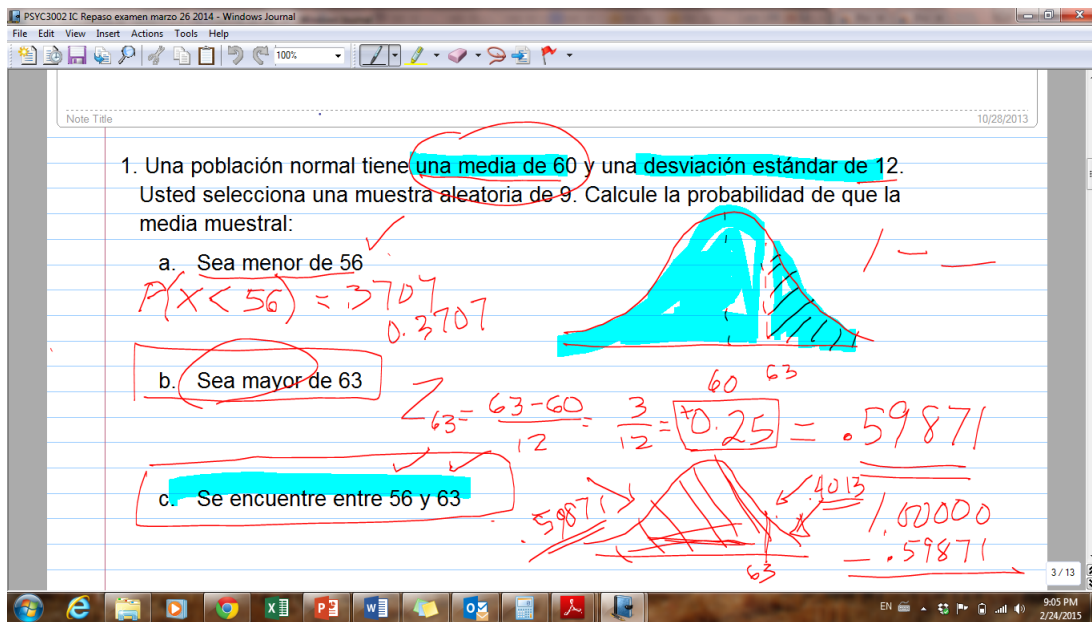 PSYC3002 IC Repaso examen marzo 26 2014 - Windows Journal
File Edit View Insert Actions Tools Help
100%
Note Title
10/28/2013
1. Una población normal tiene una media de 60 y una desviación estándar de 12.
Usted selecciona una muestra aleatoria de 9. Calcule la probabilidad de que la
media muestral:
a. Sea menor de 56
1 - __
P(X < 56) = .3707
0.3707
b. Sea mayor de 63
60 63
Z63 = 63-60/12 = 3/12 = +0.25 = .59871
c. Se encuentre entre 56 y 63
.59871
.4013
63
1.00000
- .59871
3 / 13
EN
9:05 PM
2/24/2015